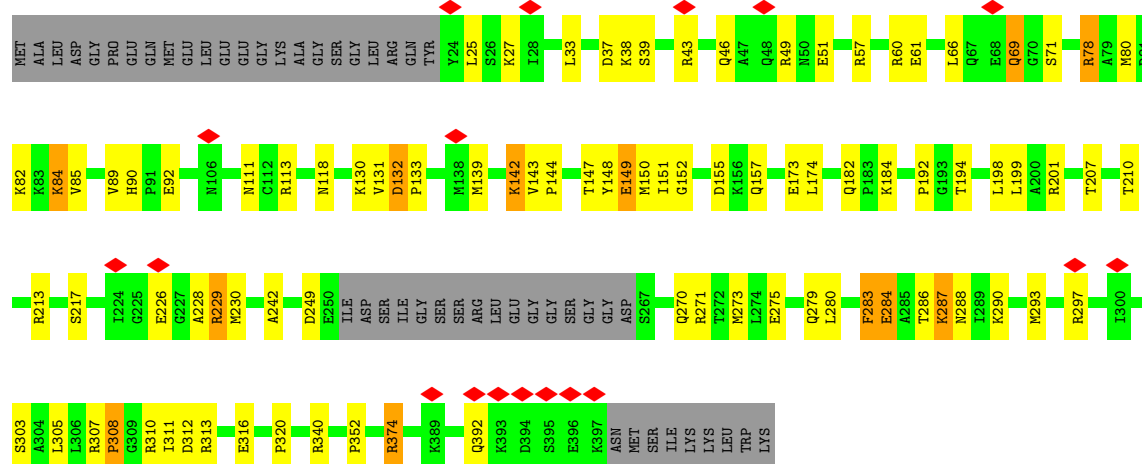 MET ALA LEU ASP GLY PRO GLU GLN MET GLU LEU GLU GLU GLY LYS ALA GLY SER GLY LEU ARG GLN TYR Y24 L25 S26 K27 I28 L33 D37 K38 S39 R43 Q46 A47 Q48 R49 N50 E51 R57 R60 E61 L66 Q67 E68 Q69 G70 S71 R78 A79 M80
K82 K83 K84 V85 V89 H90 P91 E92 N106 N111 C112 R113 N118 K130 V131 D132 P133 M138 M139 K142 V143 P144 T147 Y148 E149 M150 I151 G152 D155 K156 Q157 E173 L174 Q182 P183 K184 P192 G193 T194 L198 L199 A200 R201 T207 T210
R213 S217 I224 G225 E226 G227 A228 R229 M230 A242 D249 E250 ILE ASP SER ILE GLY SER SER ARG LEU GLU GLY GLY SER GLY GLY ASP S267 Q270 R271 T272 M273 L274 E275 Q279 L280 F283 E284 A285 T286 K287 N288 I289 K290 M293 R297 I300
S303 A304 L305 L306 R307 P308 G309 R310 I311 D312 R313 E316 P320 R340 P352 R374 K389 Q392 K393 D394 S395 E396 K397 ASN MET SER ILE LYS LYS LEU TRP LYS